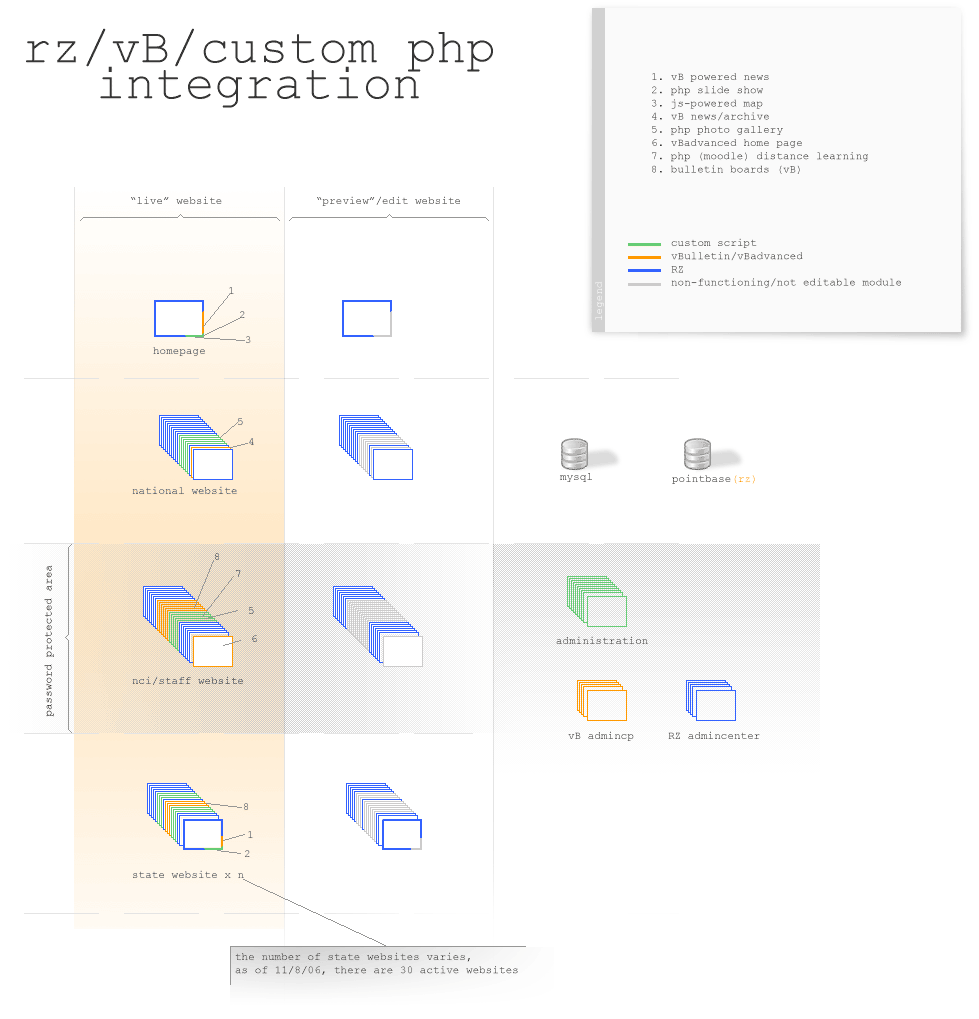 rz/vB/custom php
integration
1. vB powered news
2. php slide show
3. js-powered map
4. vB news/archive
5. php photo gallery
6. vBadvanced home page
7. php (moodle) distance learning
8. bulletin boards (vB)
custom script
vBulletin/vBadvanced
RZ
non-functioning/not editable module
legend
“live” website
“preview”/edit website
1
2
3
homepage
5
4
national website
mysql
pointbase(rz)
password protected area
8
7
5
6
nci/staff website
administration
vB admincp
RZ admincenter
8
1
2
state website x n
the number of state websites varies,
as of 11/8/06, there are 30 active websites